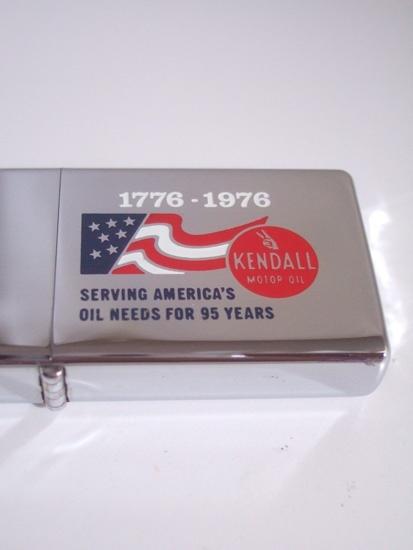 1776 - 1976
KENDALL
MOTOR OIL
SERVING AMERICA'S
OIL NEEDS FOR 95 YEARS